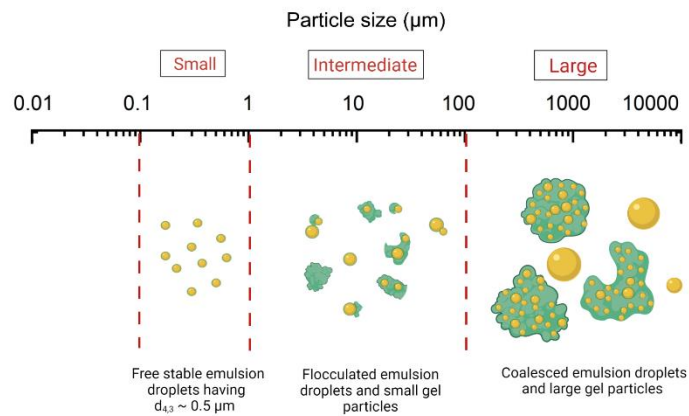 Particle size (µm)
Small
Intermediate
Large
0.01 0.1 1 10 100 1000 10000
Free stable emulsion
droplets having
d4,3 ~ 0.5 µm
Flocculated emulsion
droplets and small gel
particles
Coalesced emulsion droplets
and large gel particles